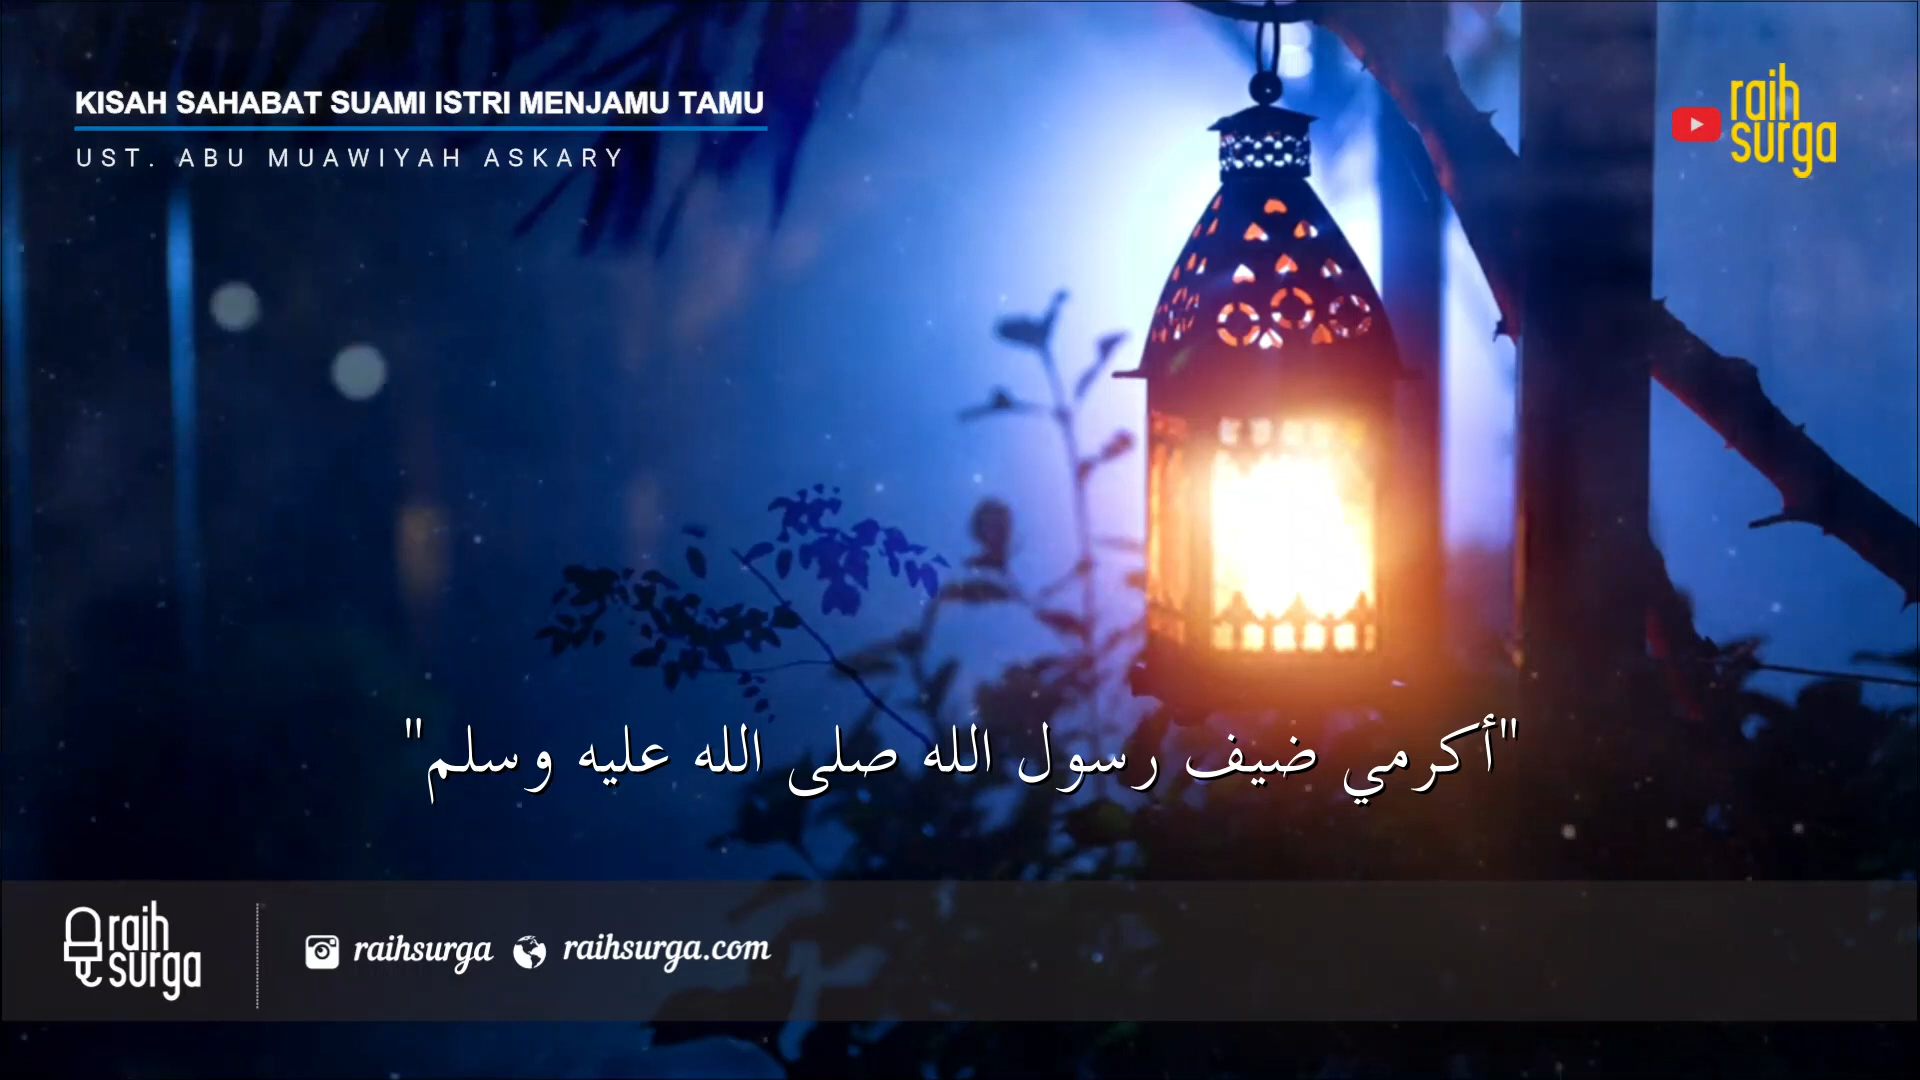 KISAH SAHABAT SUAMI ISTRI MENJAMU TAMU
UST. ABU MUAWIYAH ASKARY
raih
surga
"أكرمي ضيف رسول الله صلى الله عليه وسلم"
raih
surga
raihsurga
raihsurga.com